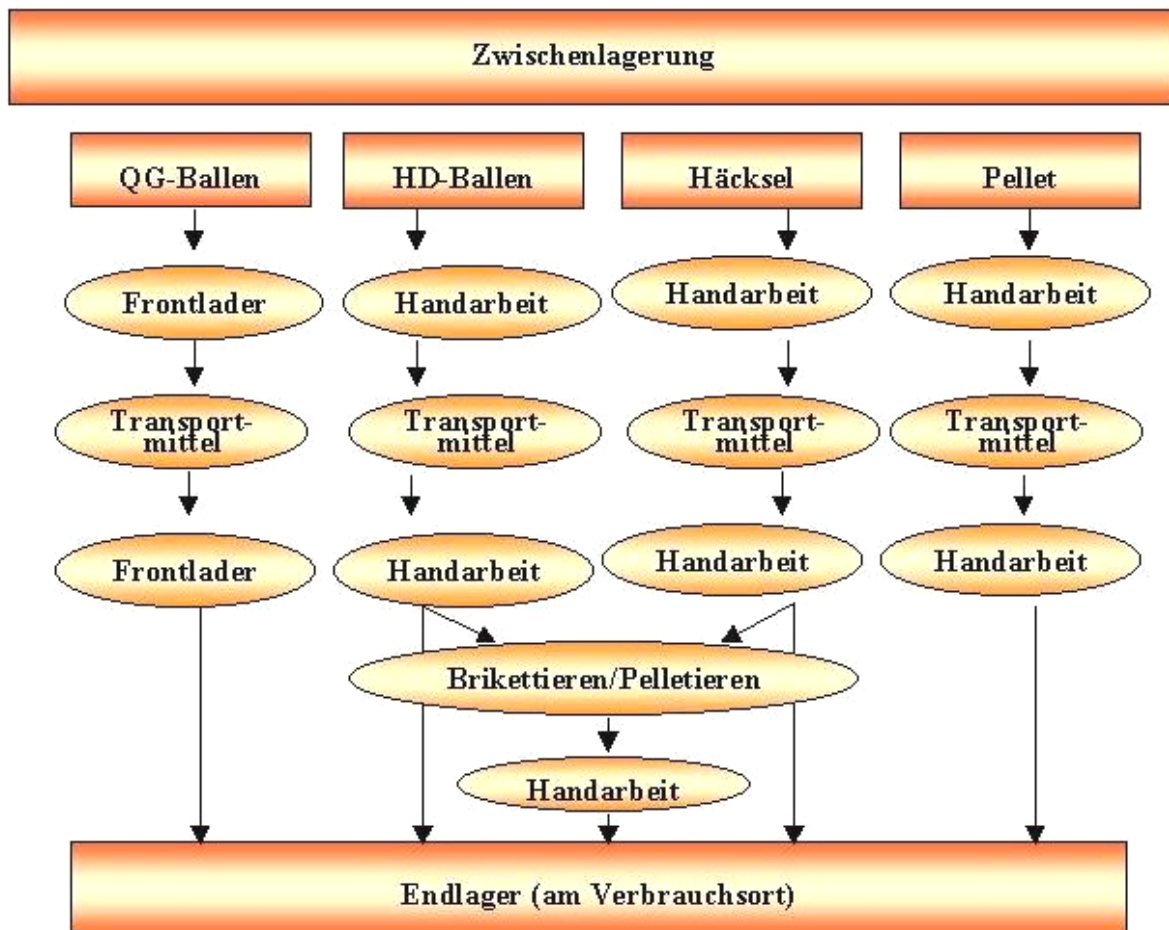 Zwischenlagerung
QG-Ballen
HD-Ballen
Häcksel
Pellet
Frontlader
Handarbeit
Handarbeit
Handarbeit
Transport-
mittel
Transport-
mittel
Transport-
mittel
Transport-
mittel
Frontlader
Handarbeit
Handarbeit
Handarbeit
Brikettieren/Pelletieren
Handarbeit
Endlager (am Verbrauchsort)